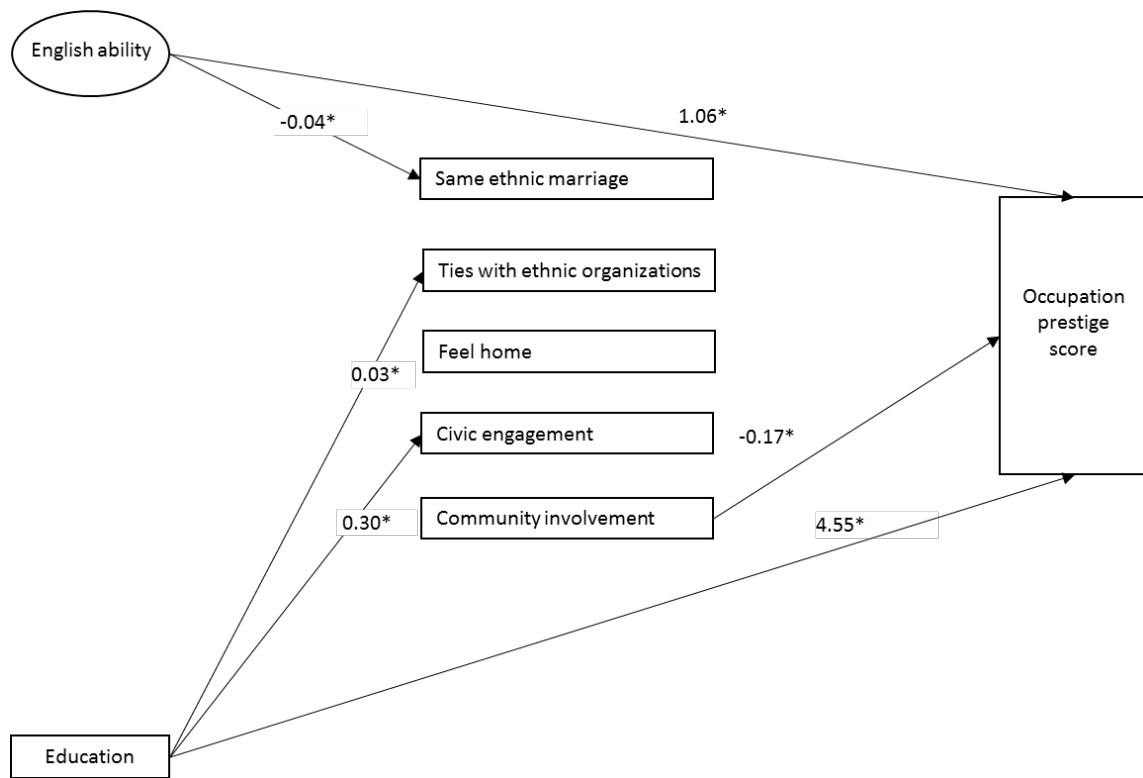 English ability
-0.04*
1.06*
Same ethnic marriage
Ties with ethnic organizations
Occupation
prestige
score
Feel home
0.03*
Civic engagement
-0.17*
0.30*
Community involvement
4.55*
Education